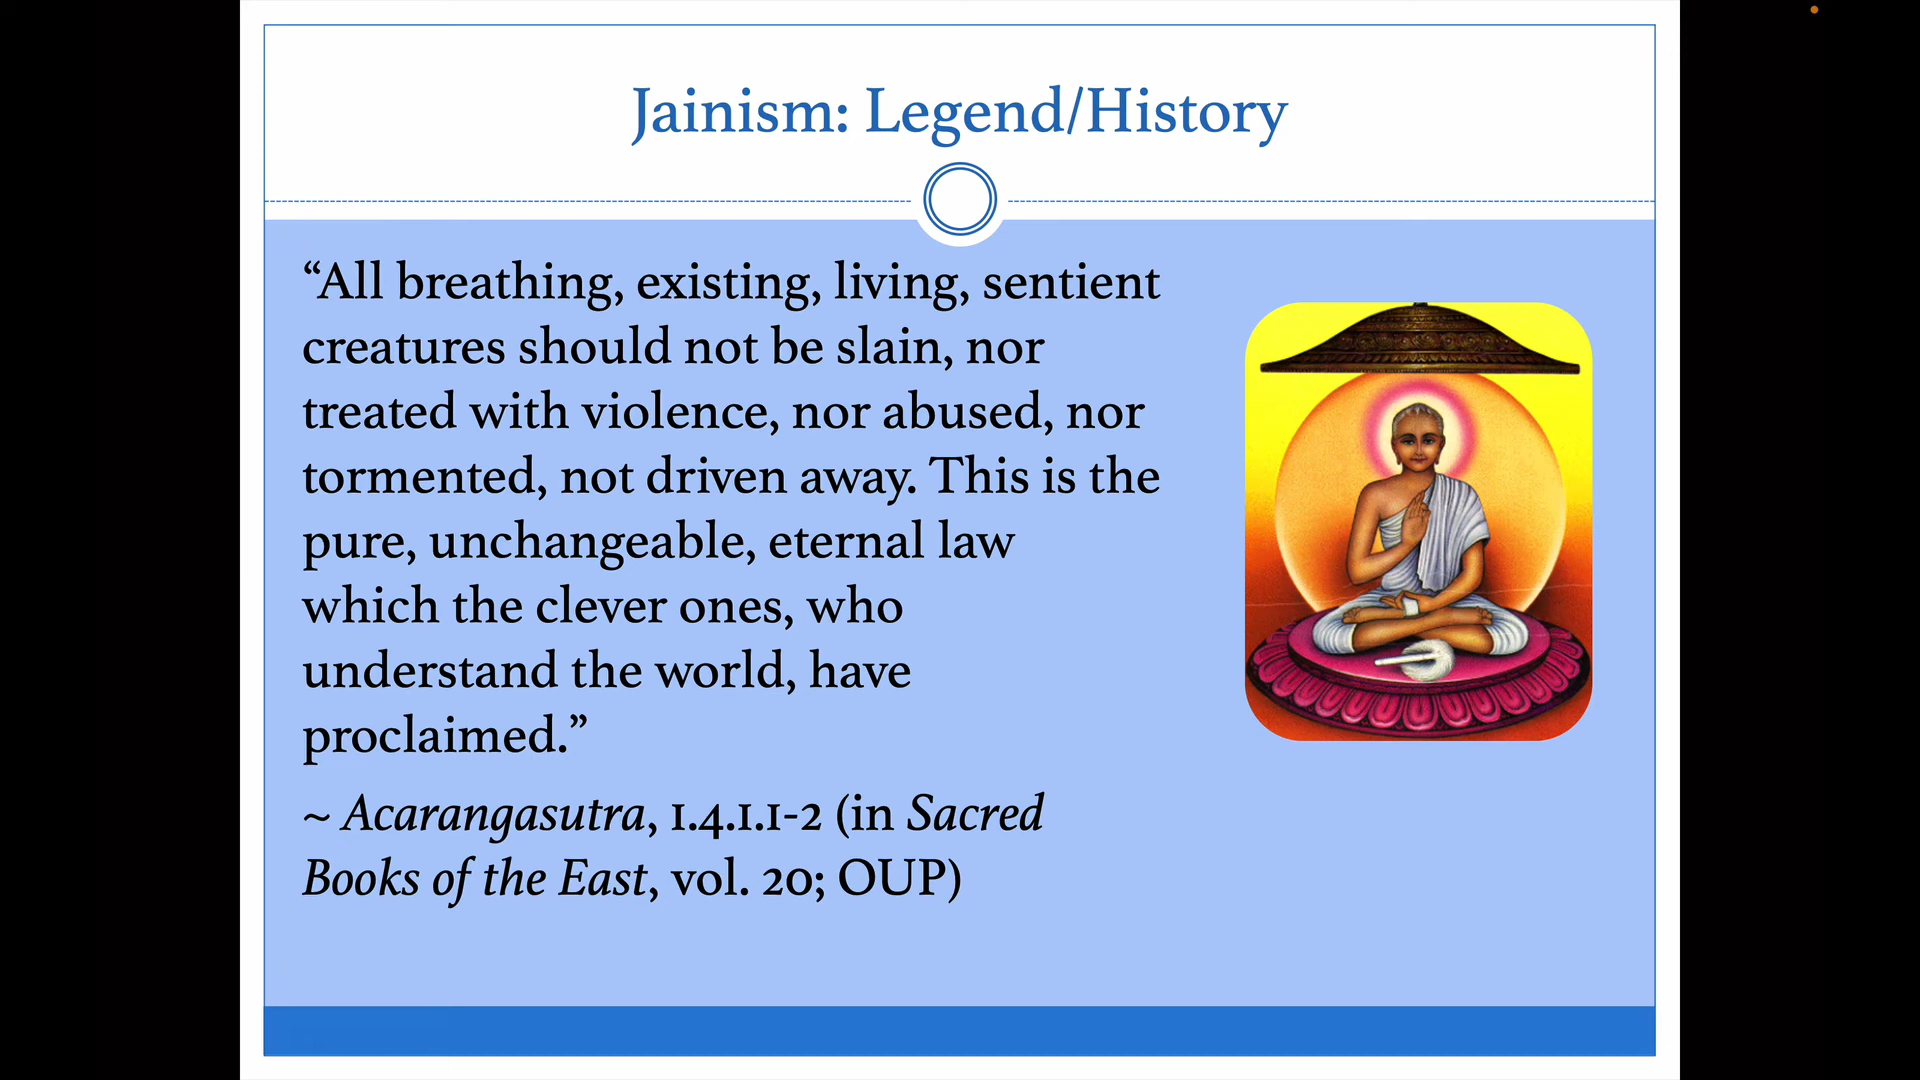 Jainism: Legend/History
“All breathing, existing, living, sentient
creatures should not be slain, nor
treated with violence, nor abused, nor
tormented, not driven away. This is the
pure, unchangeable, eternal law
which the clever ones, who
understand the world, have
proclaimed.”
~ Acarangasutra, 1.4.1.1-2 (in Sacred
Books of the East, vol. 20; OUP)